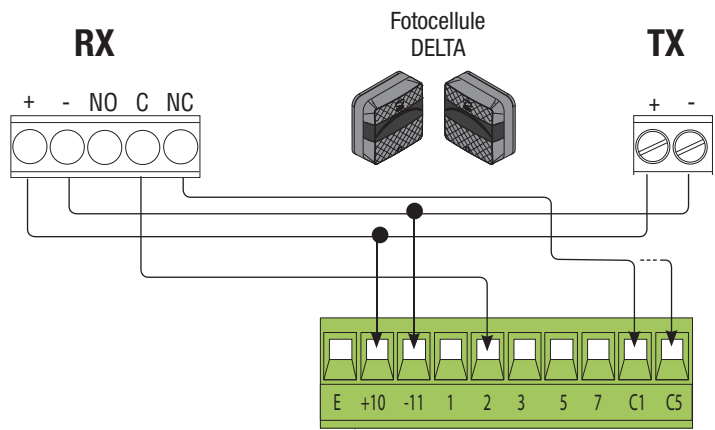 Fotocellule
DELTA
RX
TX
+ - NO C NC
+ -
E +10 -11 1 2 3 5 7 C1 C5